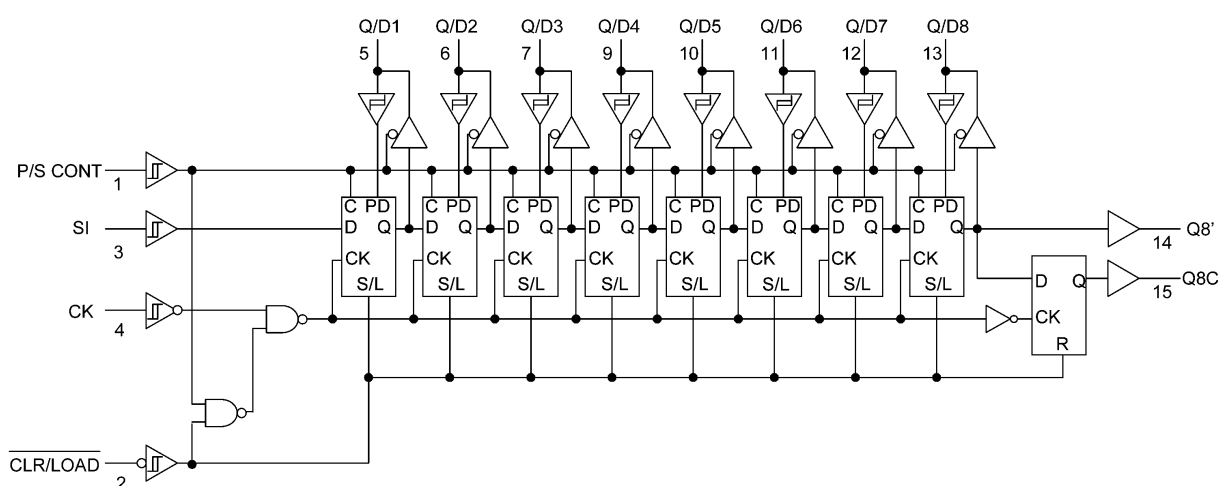 Q/D1 Q/D2 Q/D3 Q/D4 Q/D5 Q/D6 Q/D7 Q/D8
5 6 7 9 10 11 12 13
P/S CONT
1
C PD C PD C PD C PD C PD C PD C PD C PD
SI
3
D Q D Q D Q D Q D Q D Q D Q D Q
14
Q8'
CK CK CK CK CK CK CK CK
S/L S/L S/L S/L S/L S/L S/L S/L
D Q
15
Q8C
CK
4
CK
R
CLR/LOAD
2